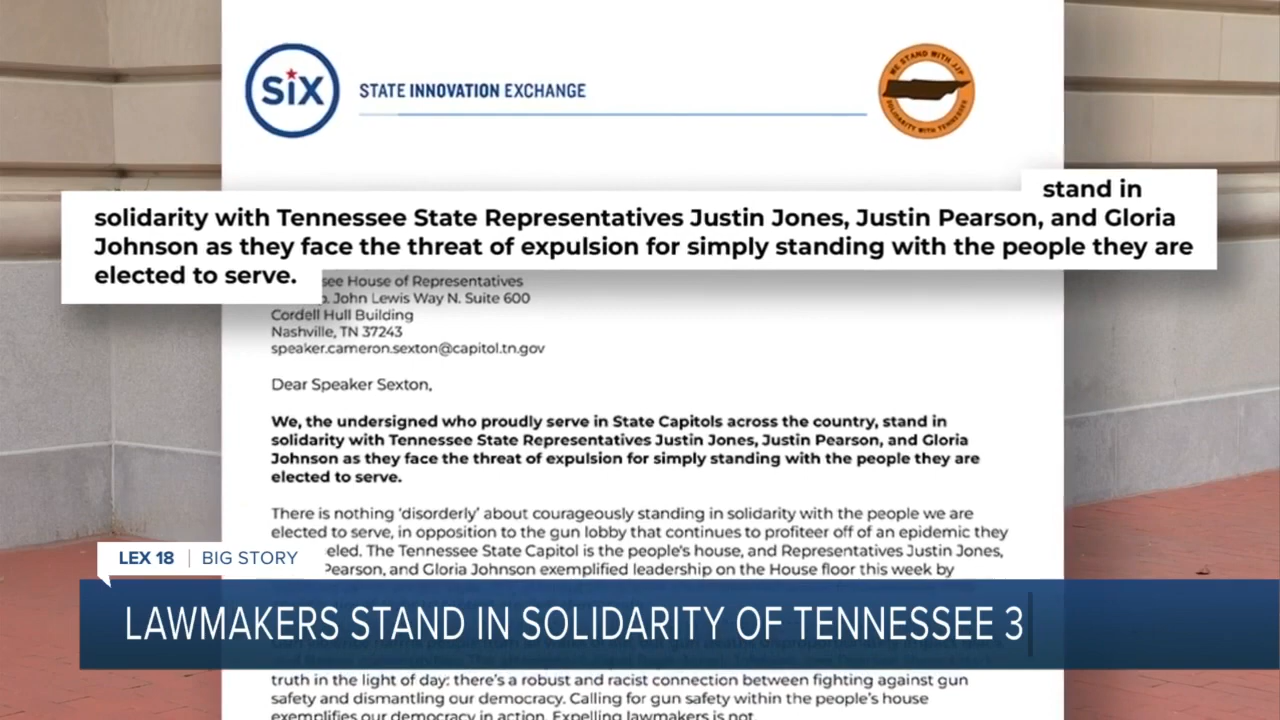 SiX
STATE INNOVATION EXCHANGE
WE STAND WITH JJP
SOLIDARITY WITH TENNESSEE
stand in
solidarity with Tennessee State Representatives Justin Jones, Justin Pearson, and Gloria
Johnson as they face the threat of expulsion for simply standing with the people they are
elected to serve.
see House of Representatives
. John Lewis Way N. Suite 600
Cordell Hull Building
Nashville, TN 37243
speaker.cameron.sexton@capitol.tn.gov
Dear Speaker Sexton,
We, the undersigned who proudly serve in State Capitols across the country, stand in
solidarity with Tennessee State Representatives Justin Jones, Justin Pearson, and Gloria
Johnson as they face the threat of expulsion for simply standing with the people they are
elected to serve.
There is nothing ‘disorderly’ about courageously standing in solidarity with the people we are
elected to serve, in opposition to the gun lobby that continues to profiteer off of an epidemic they
eled. The Tennessee State Capitol is the people's house, and Representatives Justin Jones,
Pearson, and Gloria Johnson exemplified leadership on the House floor this week by
LEX 18 | BIG STORY
LAWMAKERS STAND IN SOLIDARITY OF TENNESSEE 3
truth in the light of day: there's a robust and racist connection between fighting against gun
safety and dismantling our democracy. Calling for gun safety within the people's house
exemplifies our democracy in action. Expelling lawmakers is not.